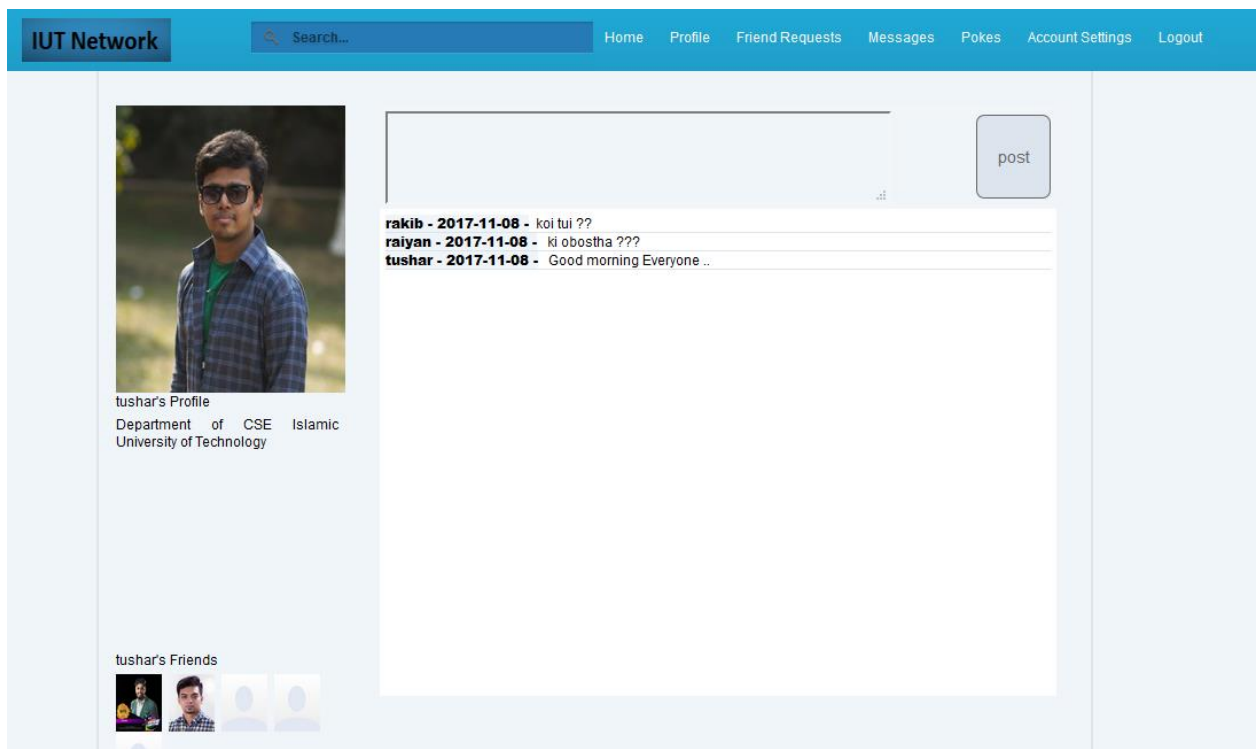 IUT Network
Search...
Home Profile Friend Requests Messages Pokes Account Settings Logout
post
rakib - 2017-11-08 - koi tui ??
raiyan - 2017-11-08 - ki obostha ???
tushar - 2017-11-08 - Good morning Everyone ..
tushar's Profile
Department of CSE Islamic
University of Technology
tushar's Friends